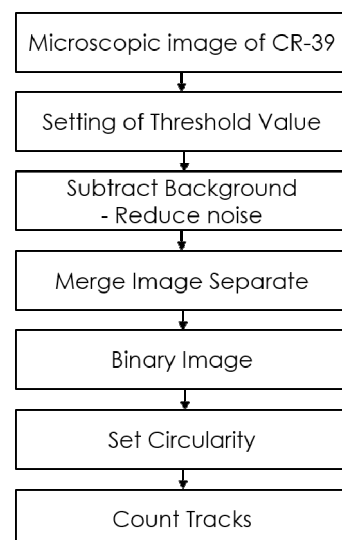 Microscopic image of CR-39
Setting of Threshold Value
Subtract Background
- Reduce noise
Merge Image Separate
Binary Image
Set Circularity
Count Tracks